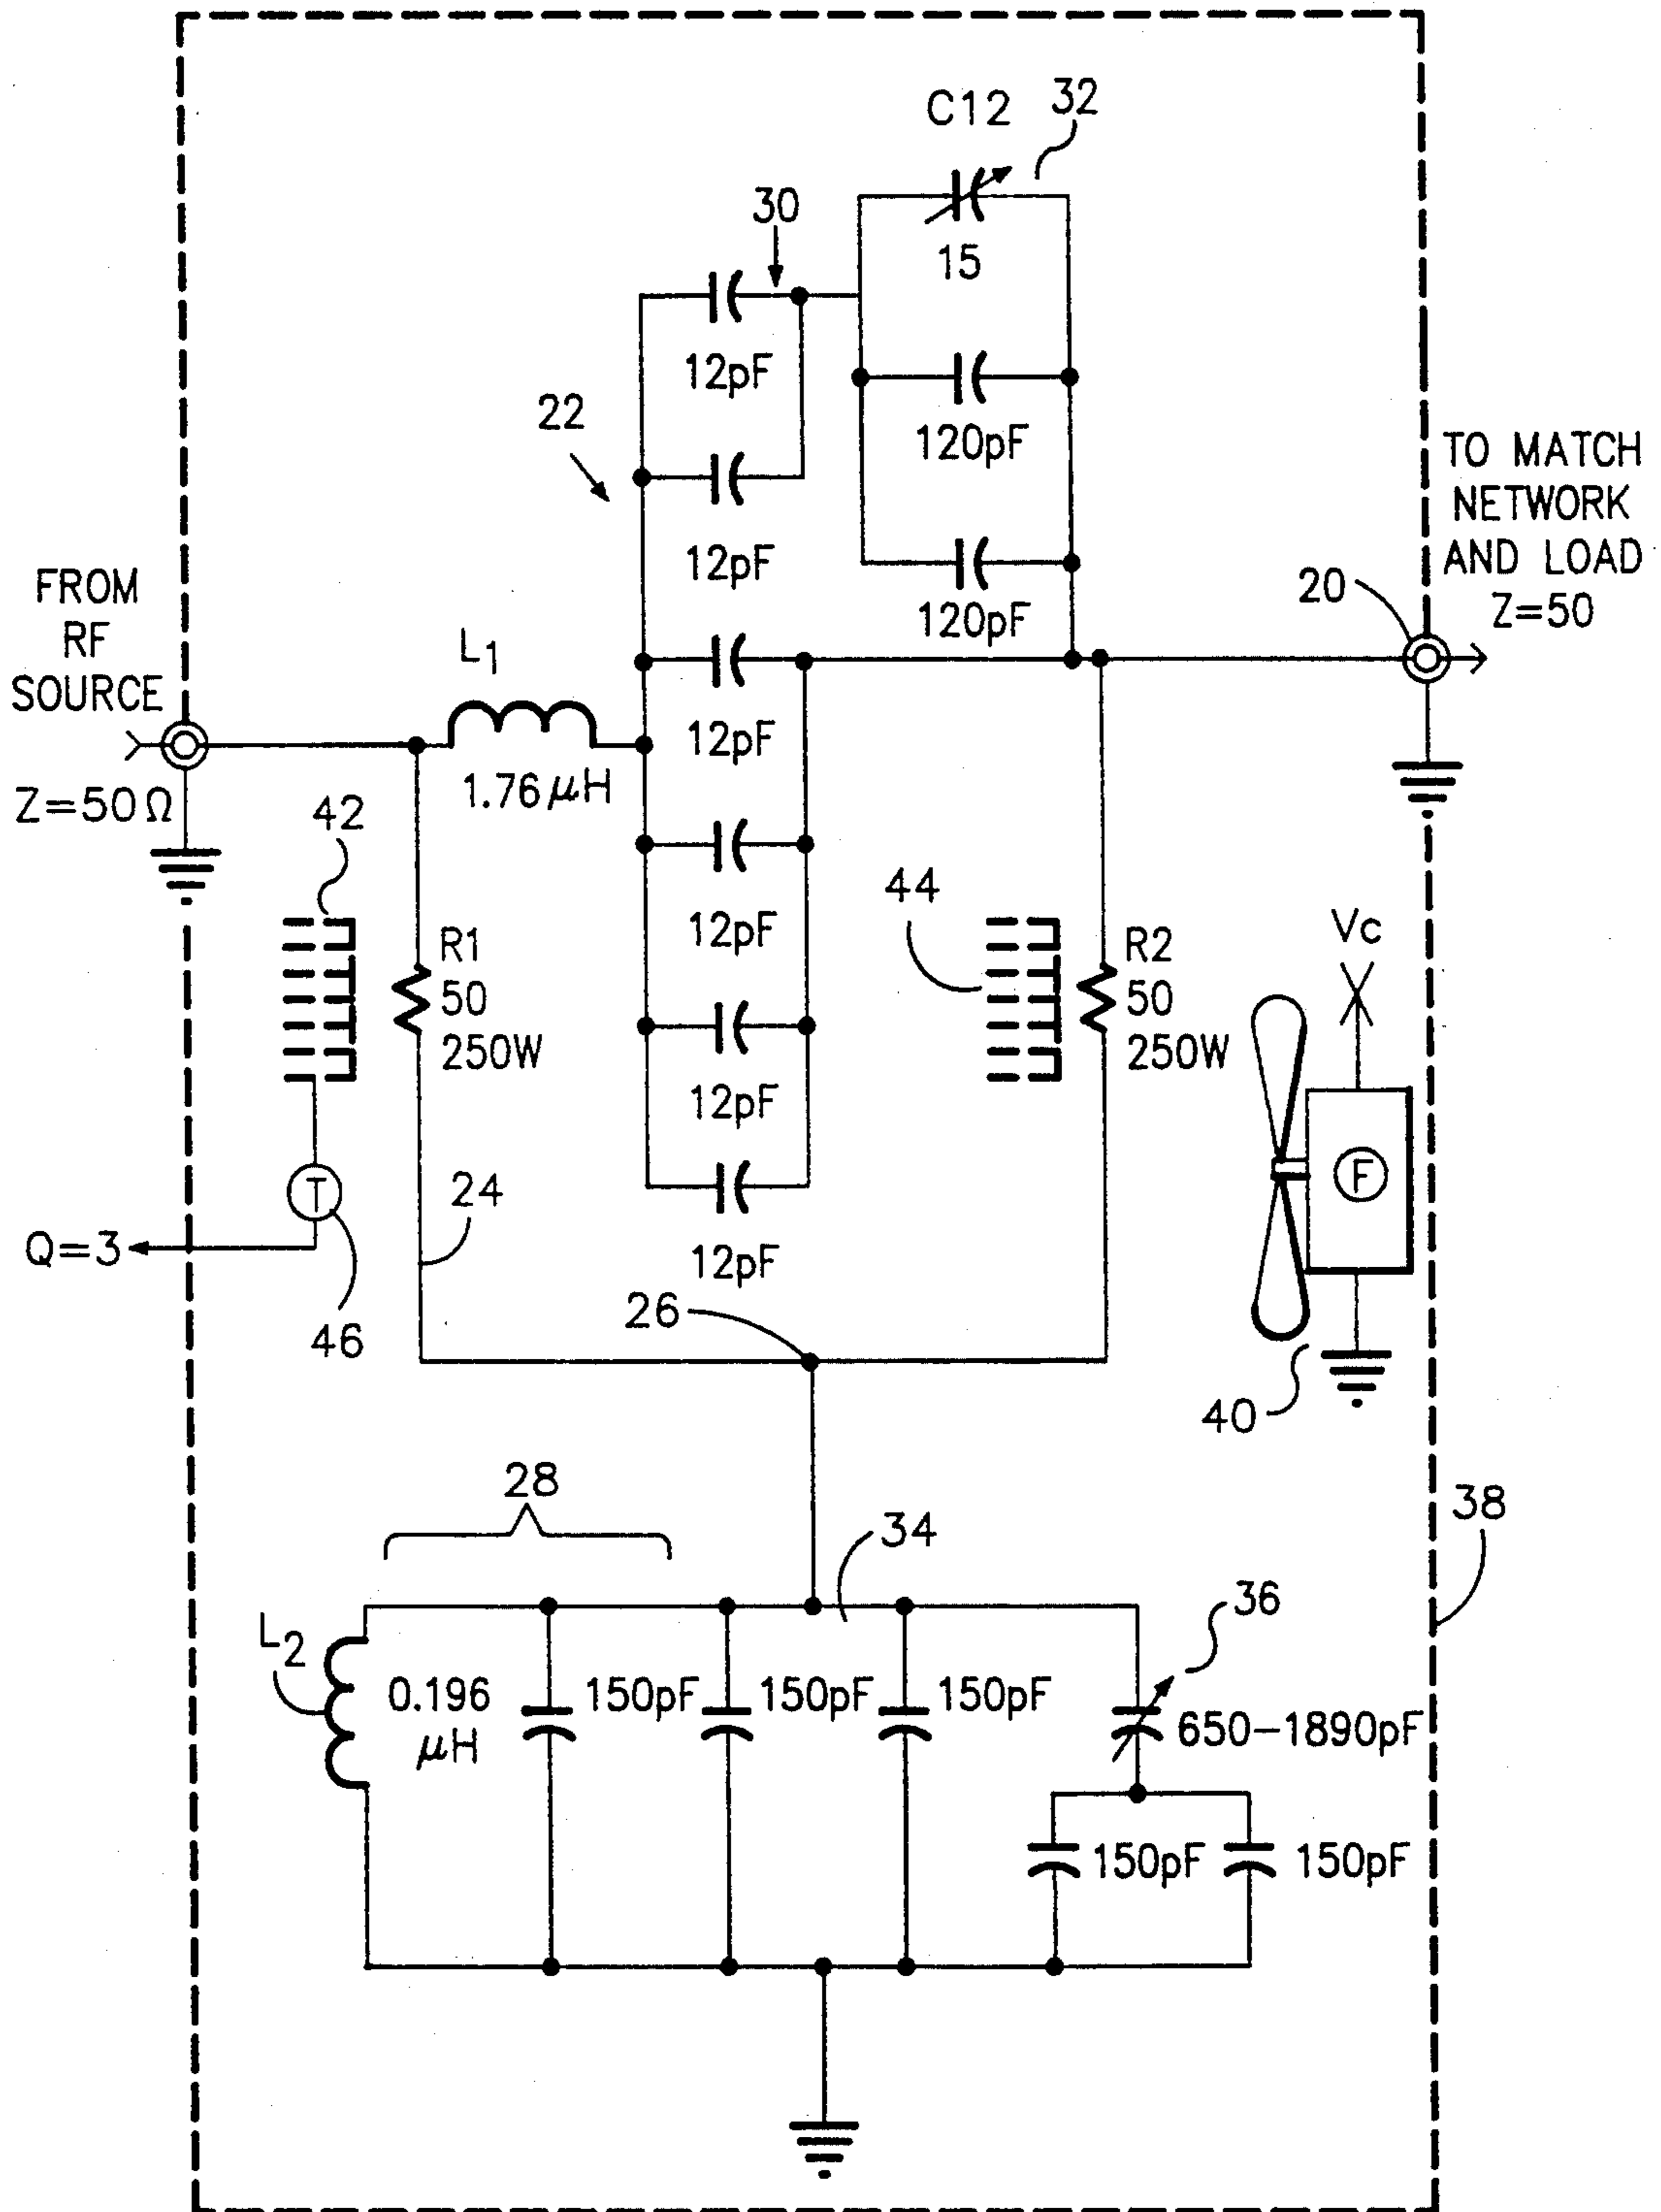 C12
32
30
15
12pF
22
120pF
12pF
120pF
TO MATCH
NETWORK
AND LOAD
Z=50
20
FROM
RF
SOURCE
Z=50Ω
L1
1.76 μH
12pF
42
44
12pF
R1
50
250W
R2
50
250W
Vc
12pF
F
T
24
Q=3
46
12pF
26
40
28
34
38
36
L2
0.196
μH
150pF
150pF
150pF
650-1890pF
150pF
150pF